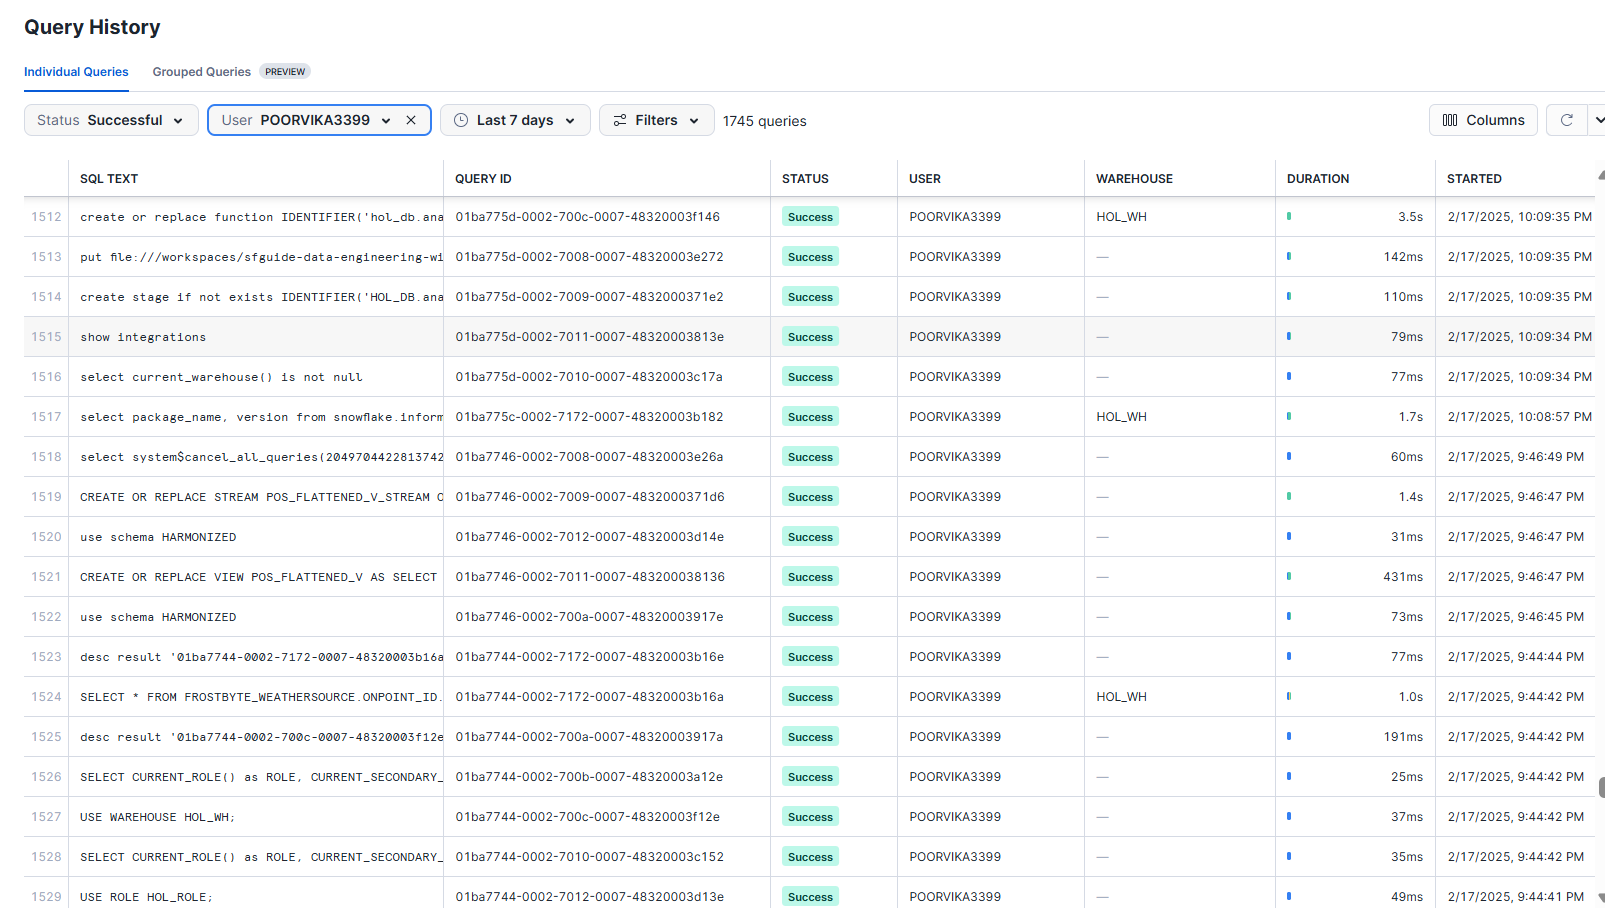 Query History
Individual Queries Grouped Queries PREVIEW
Status Successful User POORVIKA3399 Last 7 days Filters 1745 queries Columns
SQL TEXT QUERY ID STATUS USER WAREHOUSE DURATION STARTED
1512 create or replace function IDENTIFIER('hol_db.ana 01ba775d-0002-700c-0007-48320003f146 Success POORVIKA3399 HOL_WH 3.5s 2/17/2025, 10:09:35 PM
1513 put file:///workspaces/sfguide-data-engineering-wi 01ba775d-0002-7008-0007-48320003e272 Success POORVIKA3399 — 142ms 2/17/2025, 10:09:35 PM
1514 create stage if not exists IDENTIFIER('HOL_DB.ana 01ba775d-0002-7009-0007-4832000371e2 Success POORVIKA3399 — 110ms 2/17/2025, 10:09:35 PM
1515 show integrations 01ba775d-0002-7011-0007-48320003813e Success POORVIKA3399 — 79ms 2/17/2025, 10:09:34 PM
1516 select current_warehouse() is not null 01ba775d-0002-7010-0007-48320003c17a Success POORVIKA3399 — 77ms 2/17/2025, 10:09:34 PM
1517 select package_name, version from snowflake.inform 01ba775c-0002-7172-0007-48320003b182 Success POORVIKA3399 HOL_WH 1.7s 2/17/2025, 10:08:57 PM
1518 select system$cancel_all_queries(2049704422813742 01ba7746-0002-7008-0007-48320003e26a Success POORVIKA3399 — 60ms 2/17/2025, 9:46:49 PM
1519 CREATE OR REPLACE STREAM POS_FLATTENED_V_STREAM O 01ba7746-0002-7009-0007-4832000371d6 Success POORVIKA3399 — 1.4s 2/17/2025, 9:46:47 PM
1520 use schema HARMONIZED 01ba7746-0002-7012-0007-48320003d14e Success POORVIKA3399 — 31ms 2/17/2025, 9:46:47 PM
1521 CREATE OR REPLACE VIEW POS_FLATTENED_V AS SELECT 01ba7746-0002-7011-0007-483200038136 Success POORVIKA3399 — 431ms 2/17/2025, 9:46:47 PM
1522 use schema HARMONIZED 01ba7746-0002-700a-0007-48320003917e Success POORVIKA3399 — 73ms 2/17/2025, 9:46:45 PM
1523 desc result '01ba7744-0002-7172-0007-48320003b16a 01ba7744-0002-7172-0007-48320003b16e Success POORVIKA3399 — 77ms 2/17/2025, 9:44:44 PM
1524 SELECT * FROM FROSTBYTE_WEATHERSOURCE.ONPOINT_ID. 01ba7744-0002-7172-0007-48320003b16a Success POORVIKA3399 HOL_WH 1.0s 2/17/2025, 9:44:42 PM
1525 desc result '01ba7744-0002-700c-0007-48320003f12e 01ba7744-0002-700a-0007-48320003917a Success POORVIKA3399 — 191ms 2/17/2025, 9:44:42 PM
1526 SELECT CURRENT_ROLE() as ROLE, CURRENT_SECONDARY_ 01ba7744-0002-700b-0007-48320003a12e Success POORVIKA3399 — 25ms 2/17/2025, 9:44:42 PM
1527 USE WAREHOUSE HOL_WH; 01ba7744-0002-700c-0007-48320003f12e Success POORVIKA3399 — 37ms 2/17/2025, 9:44:42 PM
1528 SELECT CURRENT_ROLE() as ROLE, CURRENT_SECONDARY_ 01ba7744-0002-7010-0007-48320003c152 Success POORVIKA3399 — 35ms 2/17/2025, 9:44:42 PM
1529 USE ROLE HOL_ROLE; 01ba7744-0002-7012-0007-48320003d13e Success POORVIKA3399 — 49ms 2/17/2025, 9:44:41 PM